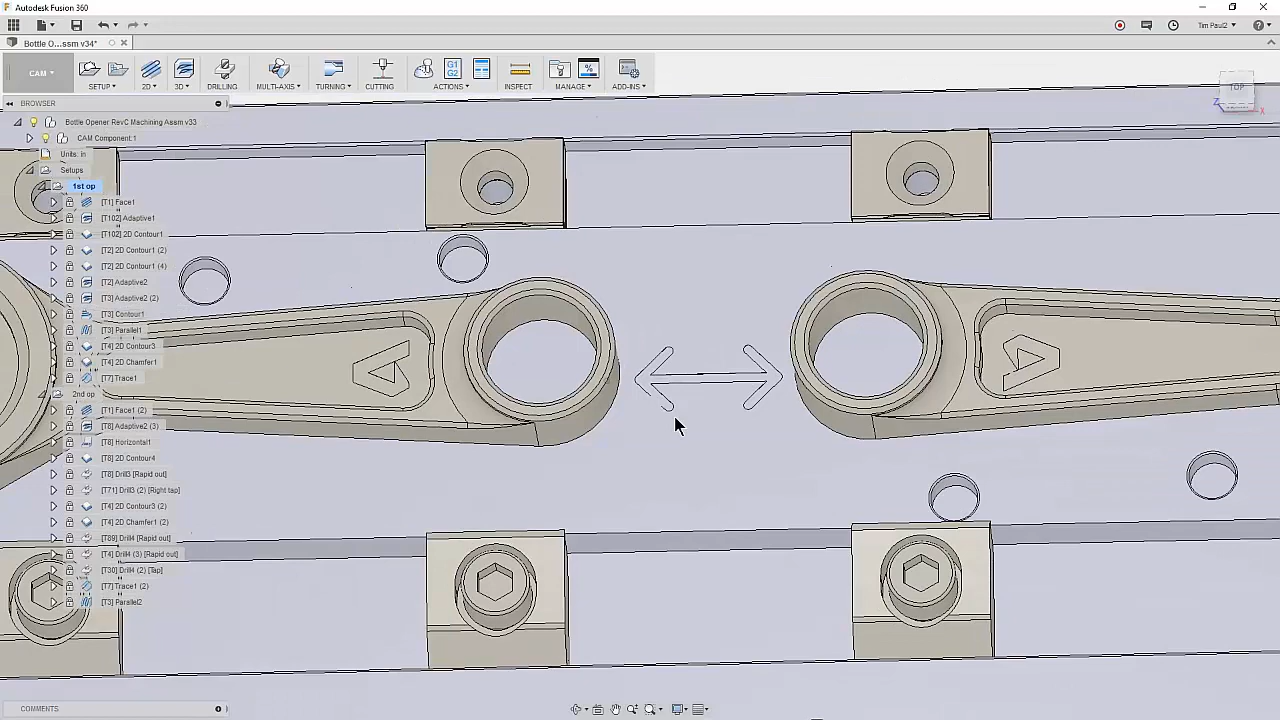 Autodesk Fusion 360
Tim Paul2
Bottle O...ssm v34*
CAM
SETUP
2D
3D
DRILLING
MULTI-AXIS
TURNING
CUTTING
G1
G2
ACTIONS
INSPECT
MANAGE
ADD-INS
TOP
Z
X
BROWSER
Bottle Opener RevC Machining Assm v33
CAM Component:1
Units: in
Setups
1st op
[T1] Face1
[T102] Adaptive1
[T102] 2D Contour1
[T2] 2D Contour1 (2)
[T2] 2D Contour1 (4)
[T2] Adaptive2
[T3] Adaptive2 (2)
[T3] Contour1
[T3] Parallel1
[T4] 2D Contour3
[T4] 2D Chamfer1
[T7] Trace1
2nd op
[T1] Face1 (2)
[T8] Adaptive2 (3)
[T8] Horizontal1
[T8] 2D Contour4
[T8] Drill3 [Rapid out]
[T71] Drill3 (2) [Right tap]
[T4] 2D Contour3 (2)
[T4] 2D Chamfer1 (2)
[T89] Drill4 [Rapid out]
[T4] Drill4 (3) [Rapid out]
[T30] Drill4 (2) [Tap]
[T7] Trace1 (2)
[T3] Parallel2
COMMENTS